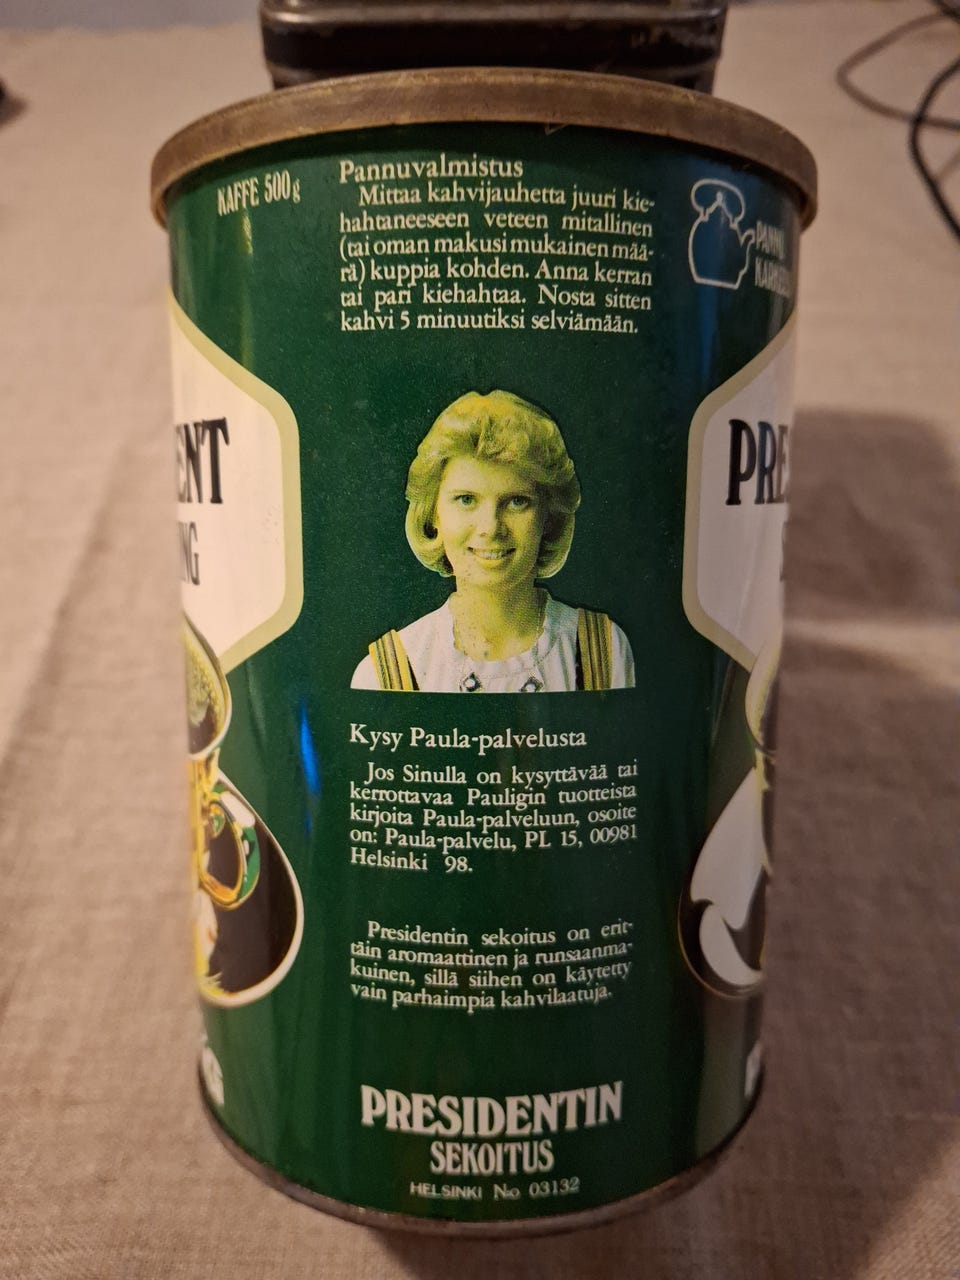 KAFFE 500g
Pannuvalmistus
Mittaa kahvijauhetta juuri kie-
hahtaneeseen veteen mitallinen
(tai oman makusi mukainen mää-
rä) kuppia kohden. Anna kerran
tai pari kiehahtaa. Nosta sitten
kahvi 5 minuutiksi selviämään.
PANNU
ENT
NG
PRE
Kysy Paula-palvelusta
Jos Sinulla on kysyttävää tai
kerrottavaa Pauligin tuotteista
kirjoita Paula-palveluun, osoite
on: Paula-palvelu, PL 15, 00981
Helsinki 98.
Presidentin sekoitus on erit-
täin aromaattinen ja runsaanma-
kuinen, sillä siihen on käytetty
vain parhaimpia kahvilaatuja.
PRESIDENTIN
SEKOITUS
HELSINKI No 03132